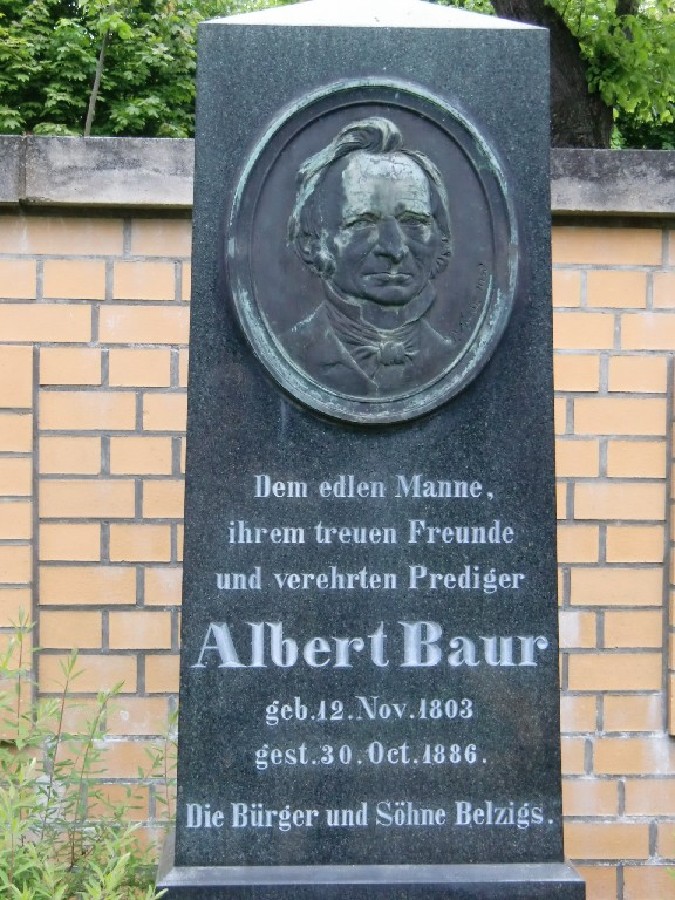 Dem edlen Manne,
ihrem treuen Freunde
und verehrten Prediger
Albert Baur
geb. 12. Nov. 1803
gest. 30. Oct. 1886.
Die Bürger und Söhne Belzigs.